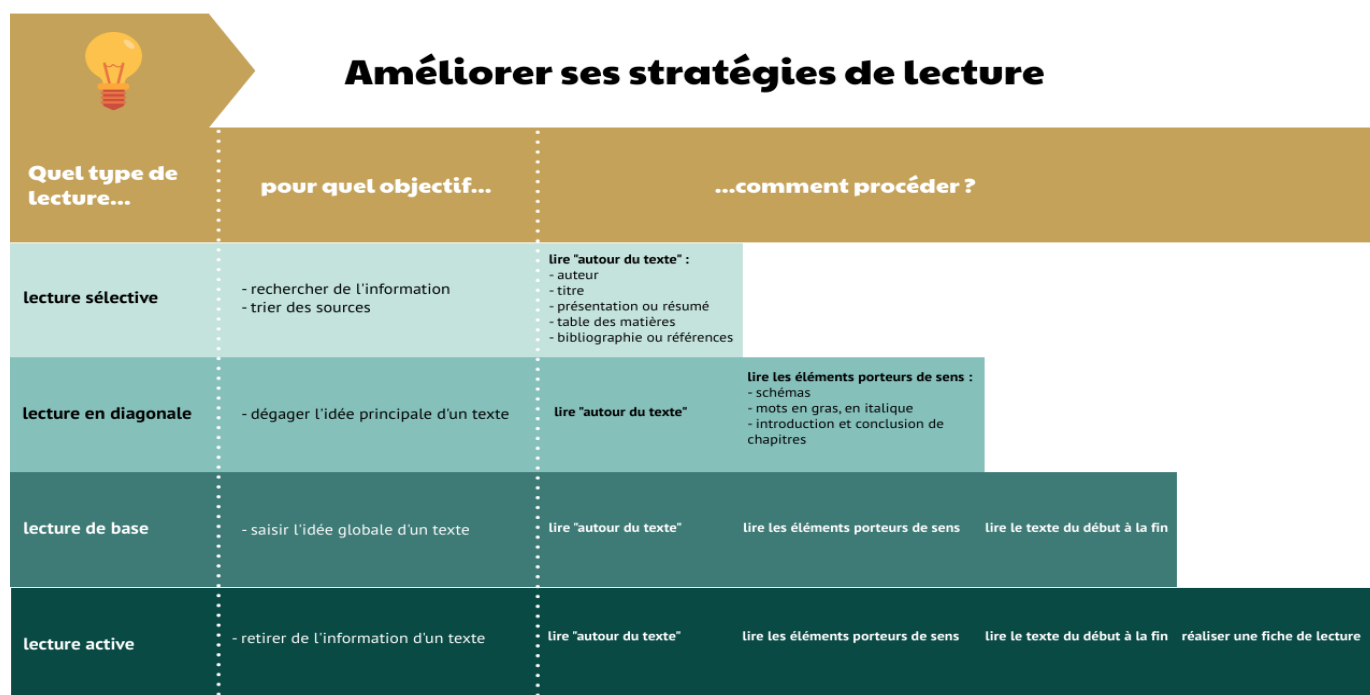 Améliorer ses stratégies de lecture
Quel type de
lecture...
pour quel objectif...
...comment procéder ?
lecture sélective
- rechercher de l'information
- trier des sources
lire "autour du texte" :
- auteur
- titre
- présentation ou résumé
- table des matières
- bibliographie ou références
lecture en diagonale
- dégager l'idée principale d'un texte
lire "autour du texte"
lire les éléments porteurs de sens :
- schémas
- mots en gras, en italique
- introduction et conclusion de
chapitres
lecture de base
- saisir l'idée globale d'un texte
lire "autour du texte"
lire les éléments porteurs de sens
lire le texte du début à la fin
lecture active
- retirer de l'information d'un texte
lire "autour du texte"
lire les éléments porteurs de sens
lire le texte du début à la fin
réaliser une fiche de lecture